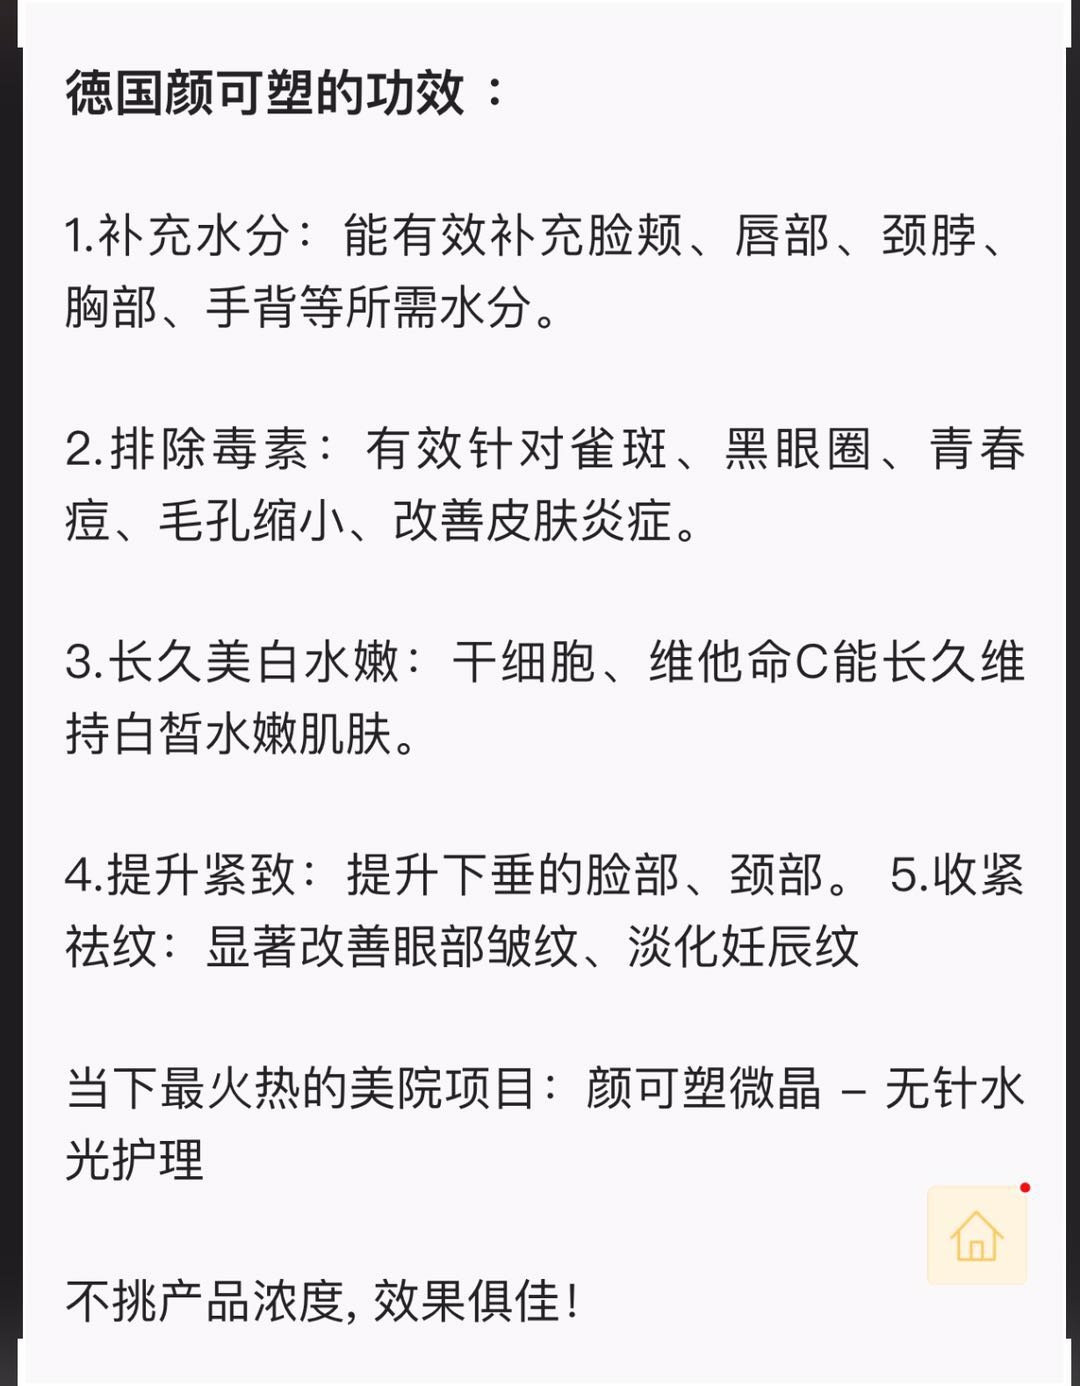 德国颜可塑的功效：
1.补充水分：能有效补充脸颊、唇部、颈脖、
胸部、手背等所需水分。
2.排除毒素：有效针对雀斑、黑眼圈、青春
痘、毛孔缩小、改善皮肤炎症。
3.长久美白水嫩：干细胞、维他命C能长久维
持白皙水嫩肌肤。
4.提升紧致：提升下垂的脸部、颈部。 5.收紧
祛纹：显著改善眼部皱纹、淡化妊辰纹
当下最火热的美院项目：颜可塑微晶 – 无针水
光护理
不挑产品浓度, 效果俱佳！